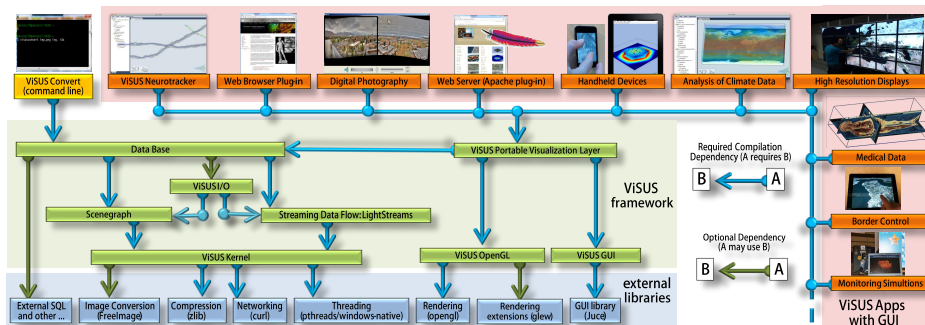 ViSUS Convert
(command line)
ViSUS Neurotracker
Web Browser Plug-in
Digital Photography
Web Server (Apache plug-in)
Handheld Devices
Analysis of Climate Data
High Resolution Displays
Data Base
ViSUS Portable Visualization Layer
Required Compilation
Dependency (A requires B)
B
A
Medical Data
ViSUS I/O
ViSUS
framework
Scenegraph
Streaming Data Flow:LightStreams
Border Control
Optional Dependency
(A may use B)
B
A
ViSUS Kernel
ViSUS OpenGL
ViSUS GUI
Monitoring Simultions
external
libraries
External SQL
and other ...
Image Conversion
(FreeImage)
Compression
(zlib)
Networking
(curl)
Threading
(pthreads/windows-native)
Rendering
(opengl)
Rendering
extensions (glew)
GUI library
(Juce)
ViSUS Apps
with GUI